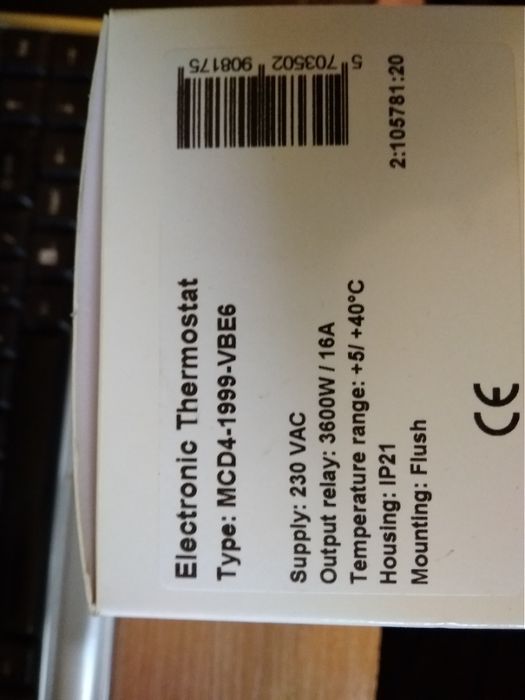 Electronic Thermostat
Type: MCD4-1999-VBE6
Supply: 230 VAC
Output relay: 3600W / 16A
Temperature range: +5/ +40°C
Housing: IP21
Mounting: Flush
5 703502 908175
2:105781:20
CE